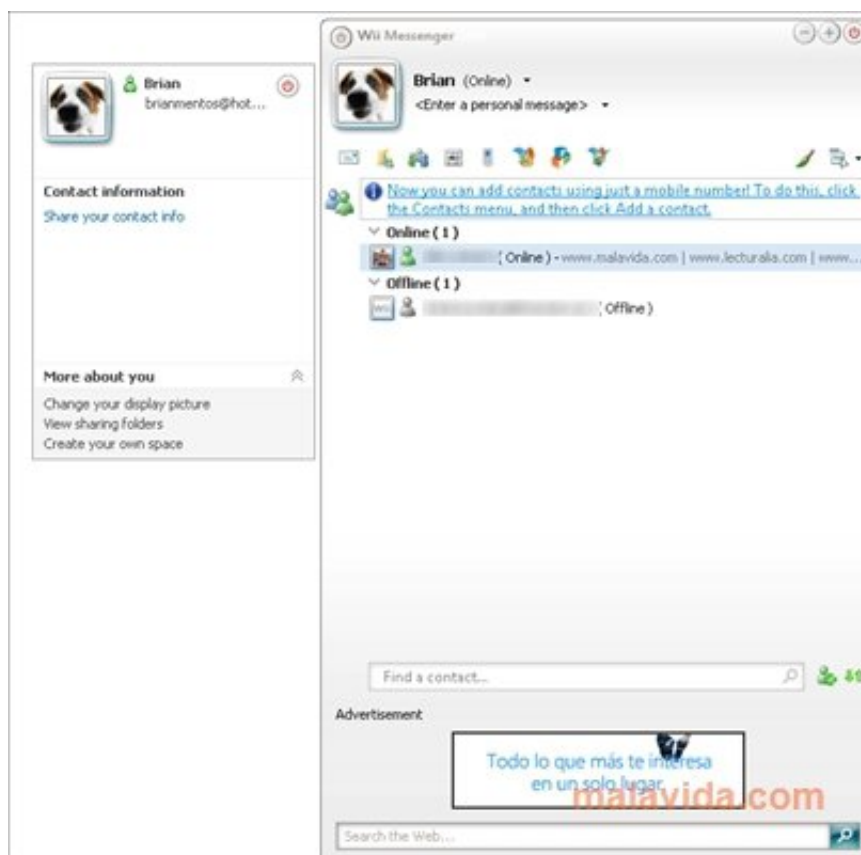 Brian
brianmentos@hot...
Contact information
Share your contact info
More about you
Change your display picture
View sharing folders
Create your own space
Wii Messenger
Brian (Online)
<Enter a personal message>
Now you can add contacts using just a mobile number! To do this, click
the Contacts menu, and then click Add a contact.
Online ( 1 )
( Online ) - www.malavida.com | www.lecturalia.com | www...
Offline ( 1 )
Wii
( Offline )
Find a contact...
Advertisement
Todo lo que más te interesa
en un solo lugar
malavida.com
Search the Web...